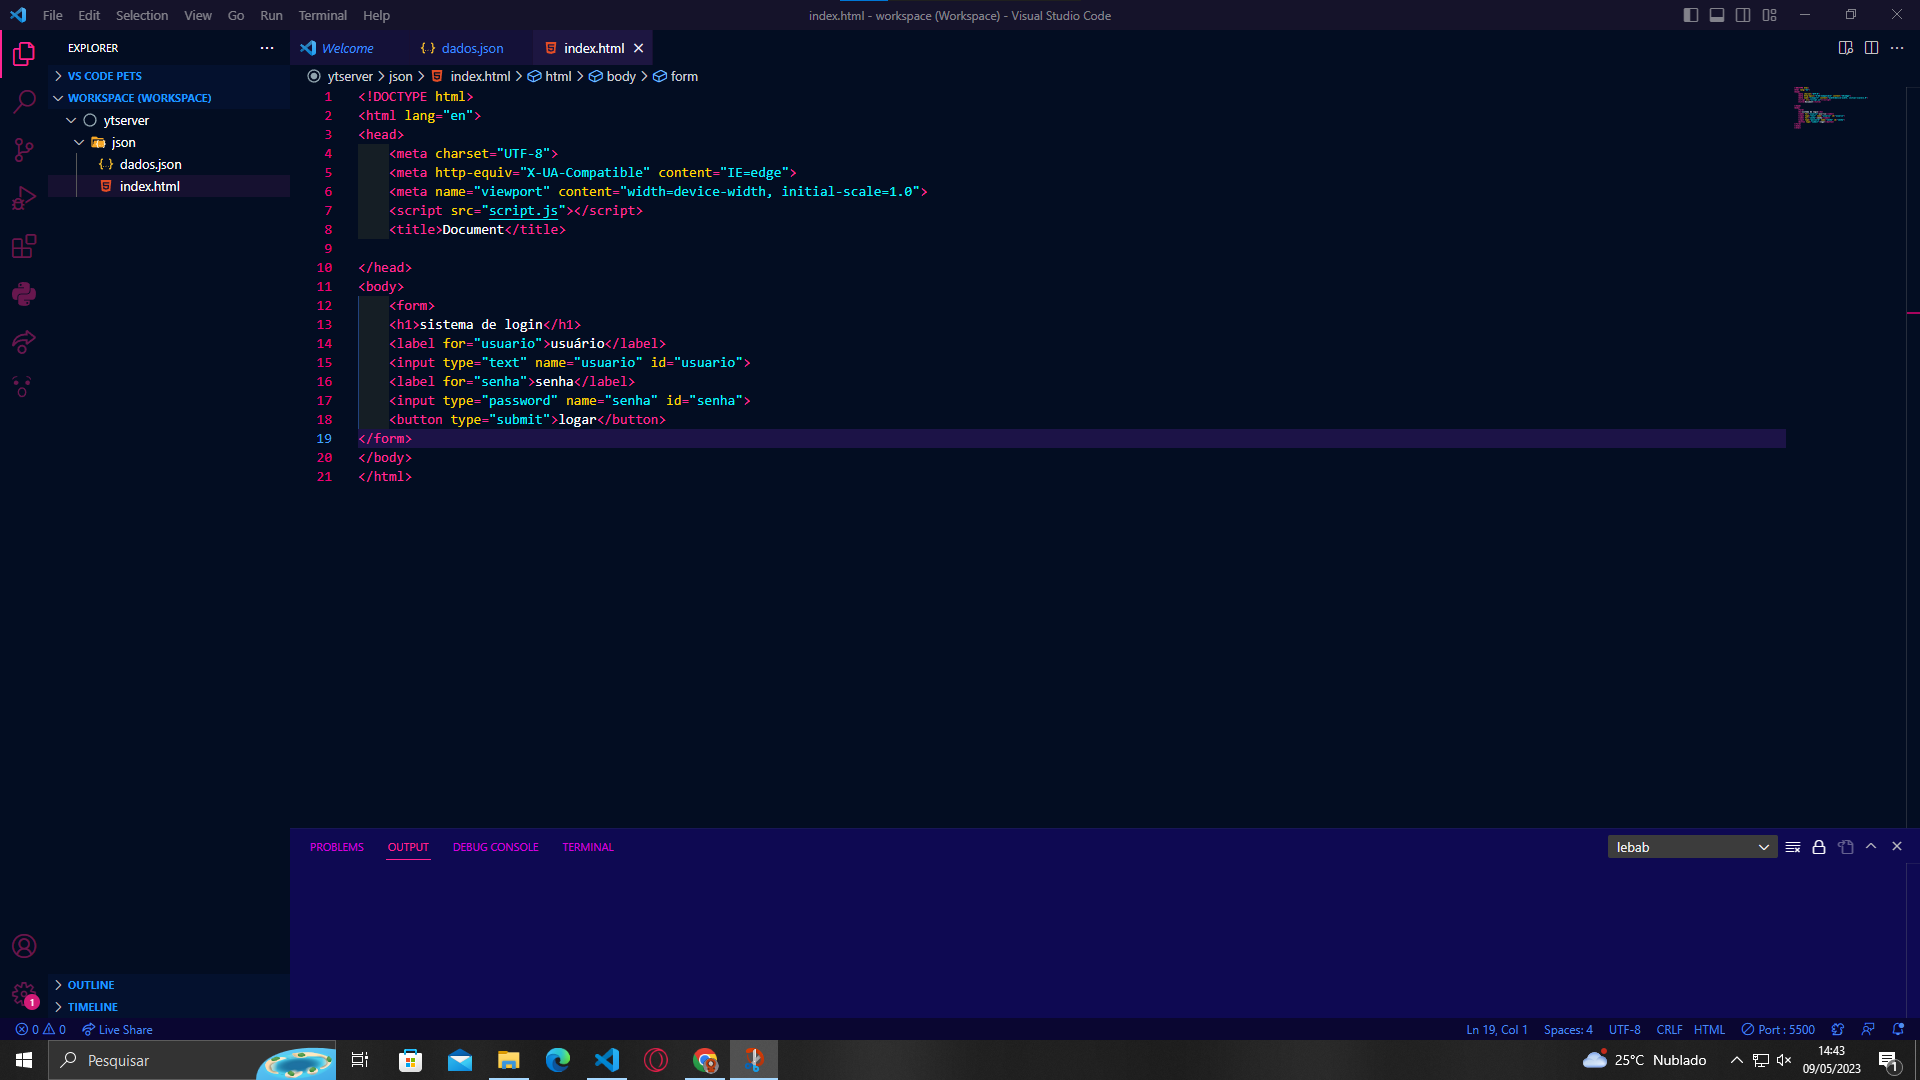 File Edit Selection View Go Run Terminal Help
index.html - workspace (Workspace) - Visual Studio Code
EXPLORER
VS CODE PETS
WORKSPACE (WORKSPACE)
ytserver
json
dados.json
index.html
Welcome
dados.json
index.html
ytserver > json > index.html > html > body > form
1 <!DOCTYPE html>
2 <html lang="en">
3 <head>
4 <meta charset="UTF-8">
5 <meta http-equiv="X-UA-Compatible" content="IE=edge">
6 <meta name="viewport" content="width=device-width, initial-scale=1.0">
7 <script src="script.js"></script>
8 <title>Document</title>
9
10 </head>
11 <body>
12 <form>
13 <h1>sistema de login</h1>
14 <label for="usuario">usuário</label>
15 <input type="text" name="usuario" id="usuario">
16 <label for="senha">senha</label>
17 <input type="password" name="senha" id="senha">
18 <button type="submit">logar</button>
19 </form>
20 </body>
21 </html>
PROBLEMS OUTPUT DEBUG CONSOLE TERMINAL
lebab
OUTLINE
TIMELINE
1
0 0 Live Share
Ln 19, Col 1 Spaces: 4 UTF-8 CRLF HTML Port : 5500
Pesquisar
25°C Nublado
14:43
09/05/2023
1